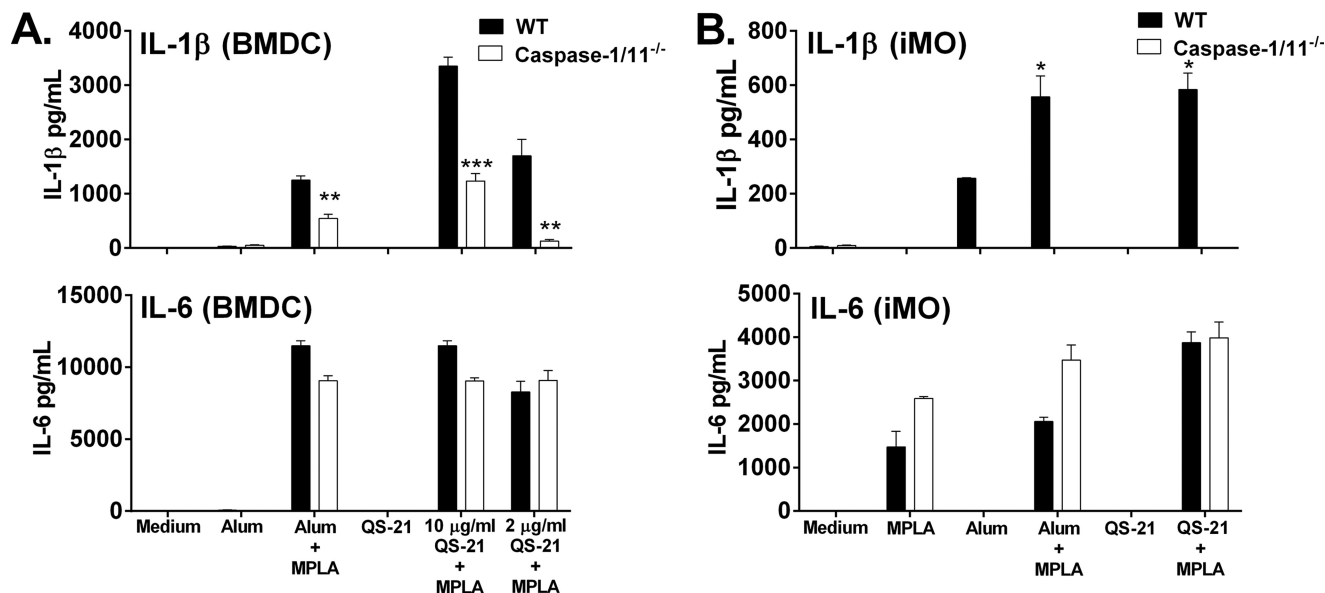 A.
IL-1β (BMDC)
WT
Caspase-1/11-/-
IL-1β pg/mL
4000
3000
2000
1000
0
**
***
**
IL-6 (BMDC)
IL-6 pg/mL
15000
10000
5000
0
Medium
Alum
Alum
+
MPLA
QS-21
10 μg/ml
QS-21
+
MPLA
2 μg/ml
QS-21
+
MPLA
B.
IL-1β (iMO)
WT
Caspase-1/11-/-
IL-1β pg/mL
800
600
400
200
0
*
*
IL-6 (iMO)
IL-6 pg/mL
5000
4000
3000
2000
1000
0
Medium
MPLA
Alum
Alum
+
MPLA
QS-21
QS-21
+
MPLA